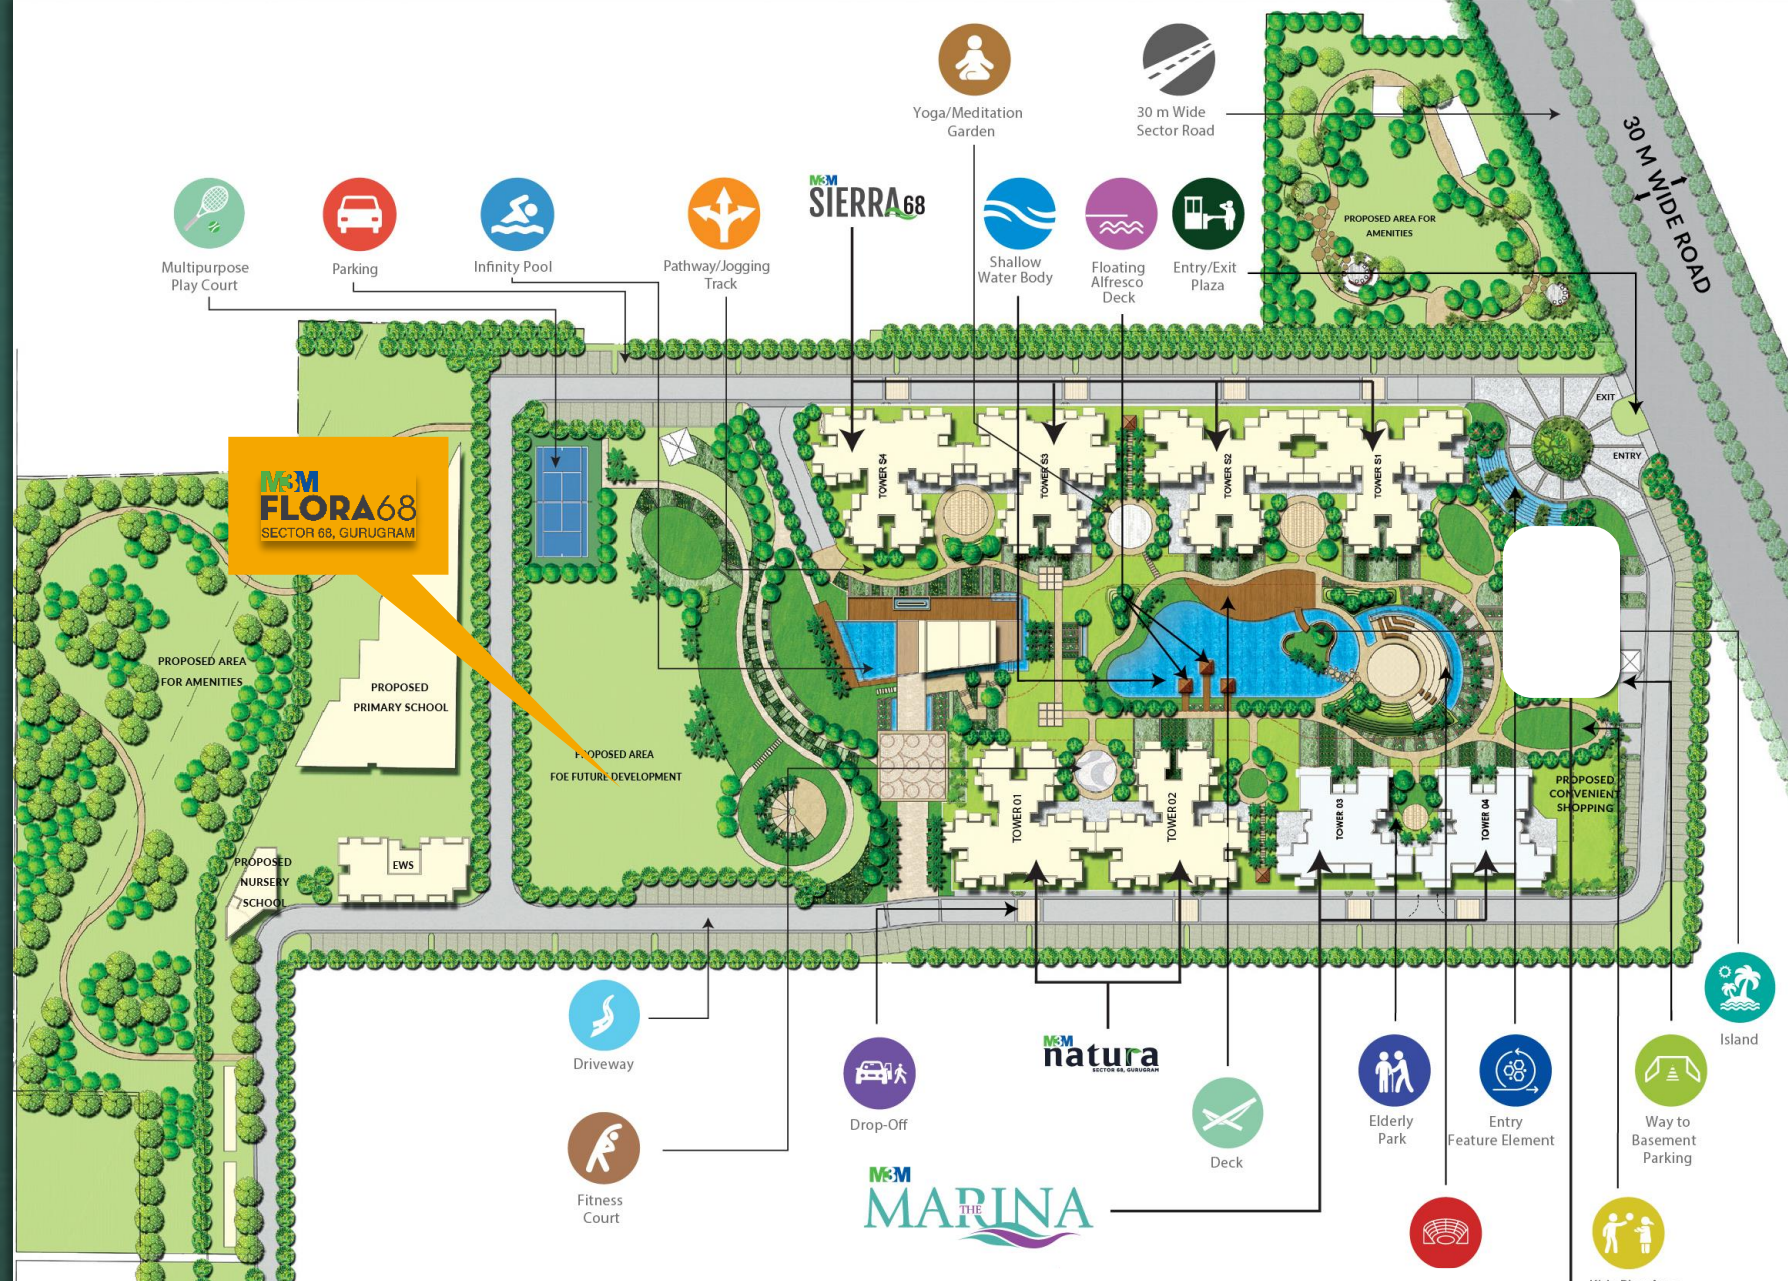 Yoga/Meditation
Garden
30 m Wide
Sector Road
30 M WIDE ROAD
PROPOSED AREA FOR
AMENITIES
Multipurpose
Play Court
Parking
Infinity Pool
Pathway/Jogging
Track
M3M
SIERRA 68
Shallow
Water Body
Floating
Alfresco
Deck
Entry/Exit
Plaza
EXIT
ENTRY
TOWER S4
TOWER S3
TOWER S2
TOWER S1
M3M
FLORA68
SECTOR 68, GURUGRAM
PROPOSED AREA
FOR AMENITIES
PROPOSED
PRIMARY SCHOOL
PROPOSED AREA
FOE FUTURE DEVELOPMENT
PROPOSED
CONVENIENT
SHOPPING
TOWER 01
TOWER 02
TOWER 03
TOWER 04
PROPOSED
NURSERY
SCHOOL
EWS
Driveway
Fitness
Court
Drop-Off
M3M
natura
SECTOR 68, GURUGRAM
Deck
Elderly
Park
Entry
Feature Element
Way to
Basement
Parking
Island
M3M
THE
MARINA